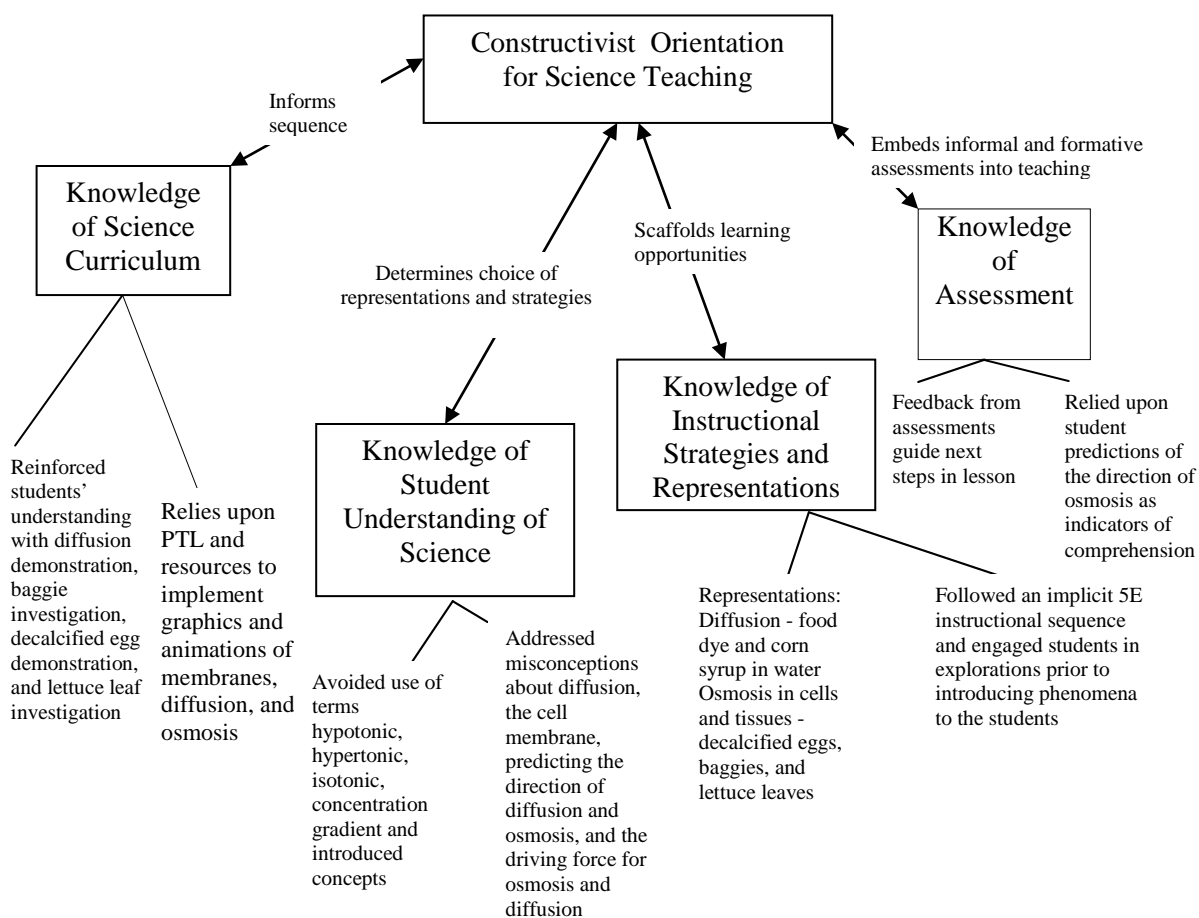 Constructivist Orientation
for Science Teaching
Informs
sequence
Embeds informal and formative
assessments into teaching
Knowledge
of Science
Curriculum
Scaffolds learning
opportunities
Knowledge
of
Assessment
Determines choice of
representations and strategies
Knowledge of
Instructional
Strategies and
Representations
Knowledge of
Student
Understanding of
Science
Feedback from
assessments
guide next
steps in lesson
Relied upon
student
predictions of
the direction of
osmosis as
indicators of
comprehension
Reinforced
students’
understanding
with diffusion
demonstration,
baggie
investigation,
decalcified egg
demonstration,
and lettuce leaf
investigation
Relies upon
PTL and
resources to
implement
graphics and
animations of
membranes,
diffusion, and
osmosis
Avoided use of
terms
hypotonic,
hypertonic,
isotonic,
concentration
gradient and
introduced
concepts
Addressed
misconceptions
about diffusion,
the cell
membrane,
predicting the
direction of
diffusion and
osmosis, and the
driving force for
osmosis and
diffusion
Representations:
Diffusion - food
dye and corn
syrup in water
Osmosis in cells
and tissues -
decalcified eggs,
baggies, and
lettuce leaves
Followed an implicit 5E
instructional sequence
and engaged students in
explorations prior to
introducing phenomena
to the students